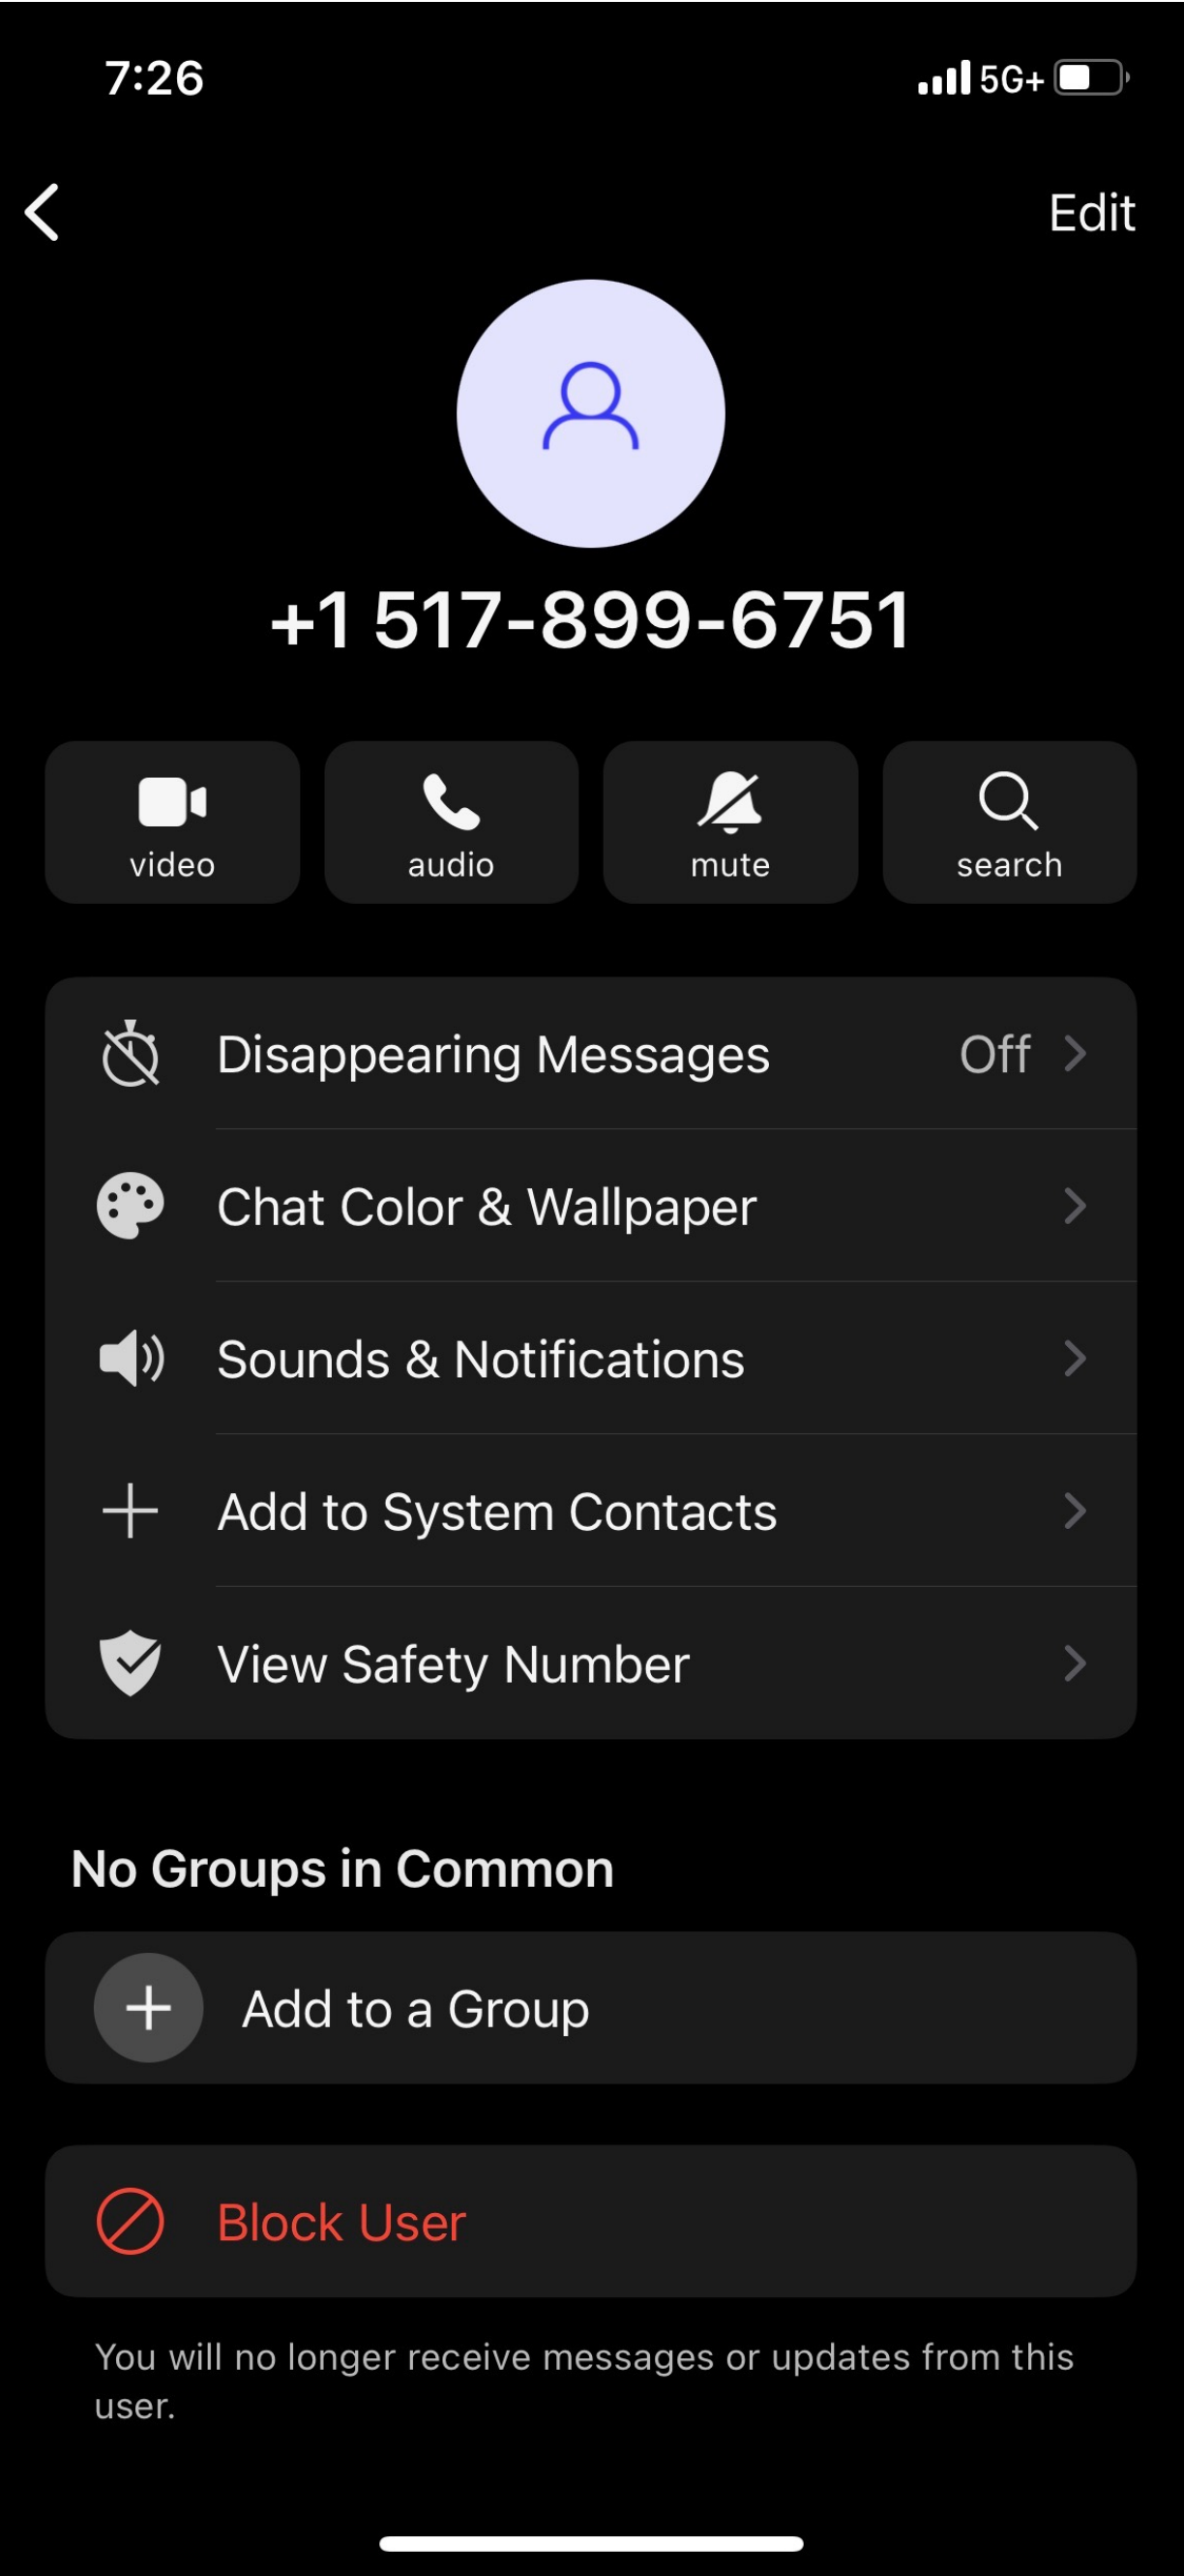 7:26
5G+
Edit
+1 517-899-6751
video
audio
mute
search
Disappearing Messages
Off
Chat Color & Wallpaper
Sounds & Notifications
Add to System Contacts
View Safety Number
No Groups in Common
Add to a Group
Block User
You will no longer receive messages or updates from this
user.